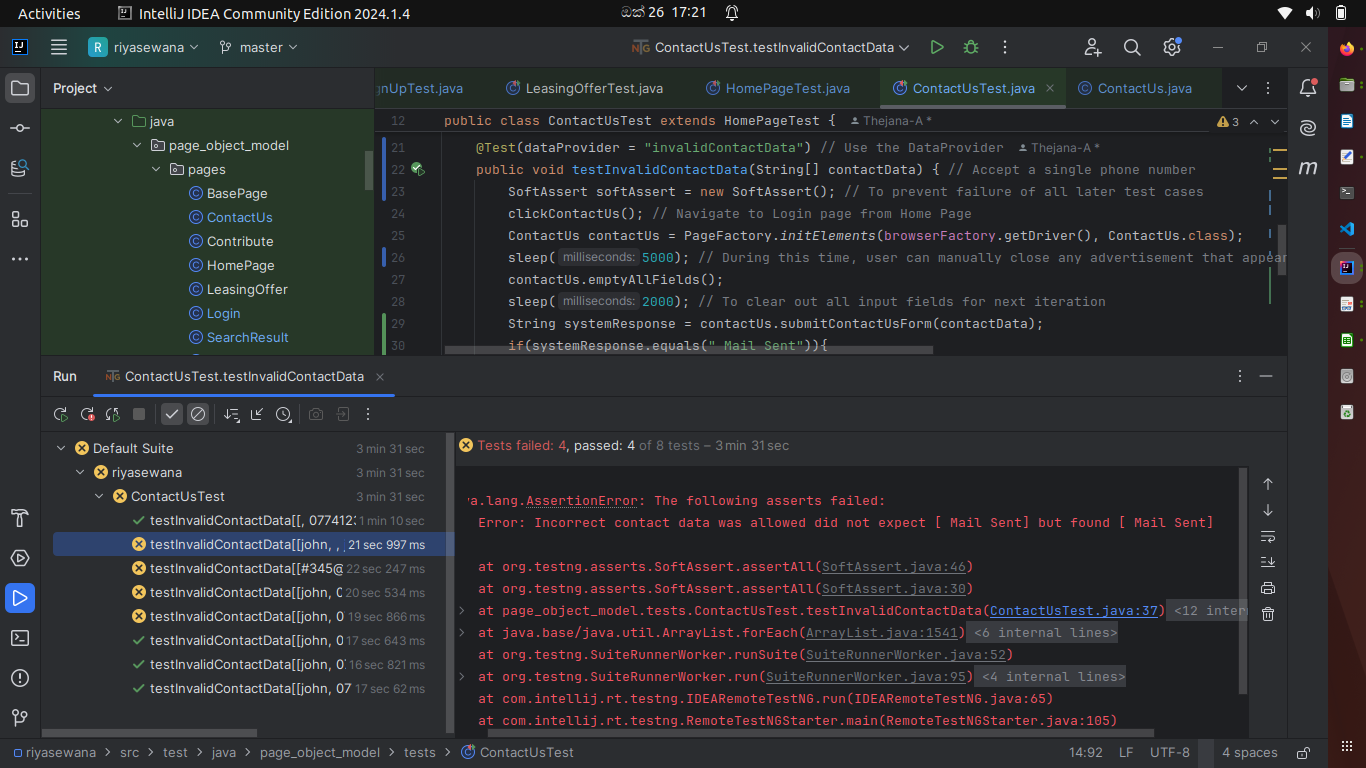 Activities
IntelliJ IDEA Community Edition 2024.1.4
ඔක් 26 17:21
R riyasewana
master
ContactUsTest.testInvalidContactData
Project
gnUpTest.java
LeasingOfferTest.java
HomePageTest.java
ContactUsTest.java
ContactUs.java
java
page_object_model
pages
BasePage
ContactUs
Contribute
HomePage
LeasingOffer
Login
SearchResult
12 public class ContactUsTest extends HomePageTest { Thejana-A *
3
21 @Test(dataProvider = "invalidContactData") // Use the DataProvider Thejana-A *
22 public void testInvalidContactData(String[] contactData) { // Accept a single phone number
23 SoftAssert softAssert = new SoftAssert(); // To prevent failure of all later test cases
24 clickContactUs(); // Navigate to Login page from Home Page
25 ContactUs contactUs = PageFactory.initElements(browserFactory.getDriver(), ContactUs.class);
26 sleep( milliseconds: 5000); // During this time, user can manually close any advertisement that appear
27 contactUs.emptyAllFields();
28 sleep( milliseconds: 2000); // To clear out all input fields for next iteration
29 String systemResponse = contactUs.submitContactUsForm(contactData);
30 if(systemResponse.equals(" Mail Sent")){
Run
ContactUsTest.testInvalidContactData
Default Suite 3 min 31 sec
riyasewana 3 min 31 sec
ContactUsTest 3 min 31 sec
testInvalidContactData[[, 0774123 1 min 10 sec
testInvalidContactData[[john, , 21 sec 997 ms
testInvalidContactData[[#345@ 22 sec 247 ms
testInvalidContactData[[john, 0 20 sec 534 ms
testInvalidContactData[[john, 07 19 sec 866 ms
testInvalidContactData[[john, 07 17 sec 643 ms
testInvalidContactData[[john, 07 16 sec 821 ms
testInvalidContactData[[john, 07 17 sec 62 ms
Tests failed: 4, passed: 4 of 8 tests – 3 min 31 sec
va.lang.AssertionError: The following asserts failed:
Error: Incorrect contact data was allowed did not expect [ Mail Sent] but found [ Mail Sent]
at org.testng.asserts.SoftAssert.assertAll(SoftAssert.java:46)
at org.testng.asserts.SoftAssert.assertAll(SoftAssert.java:30)
at page_object_model.tests.ContactUsTest.testInvalidContactData(ContactUsTest.java:37) <12 intern
at java.base/java.util.ArrayList.forEach(ArrayList.java:1541) <6 internal lines>
at org.testng.SuiteRunnerWorker.runSuite(SuiteRunnerWorker.java:52)
at org.testng.SuiteRunnerWorker.run(SuiteRunnerWorker.java:95) <4 internal lines>
at com.intellij.rt.testng.IDEARemoteTestNG.run(IDEARemoteTestNG.java:65)
at com.intellij.rt.testng.RemoteTestNGStarter.main(RemoteTestNGStarter.java:105)
riyasewana > src > test > java > page_object_model > tests > ContactUsTest
14:92 LF UTF-8 4 spaces